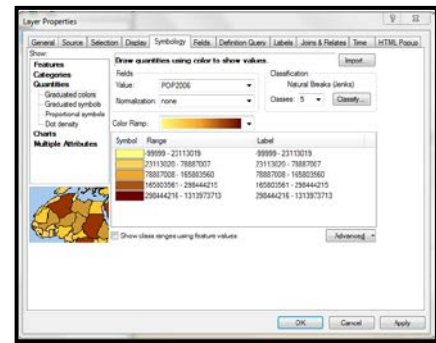 Layer Properties
General Source Selection Display Symbology Fields Definition Query Labels Joins & Relates Time HTML Popup
Show:
Features
Categories
Quantities
Graduated colors
Graduated symbols
Proportional symbols
Dot density
Charts
Multiple Attributes
Draw quantities using color to show values.
Import...
Fields
Value: POP2006
Normalization: none
Classification
Natural Breaks (Jenks)
Classes: 5 Classify...
Color Ramp:
Symbol Range Label
-99999 - 23113019 -99999 - 23113019
23113020 - 78887007 23113020 - 78887007
78887008 - 165803560 78887008 - 165803560
165803561 - 298444215 165803561 - 298444215
298444216 - 1313973713 298444216 - 1313973713
Show class ranges using feature values
Advanced
OK Cancel Apply